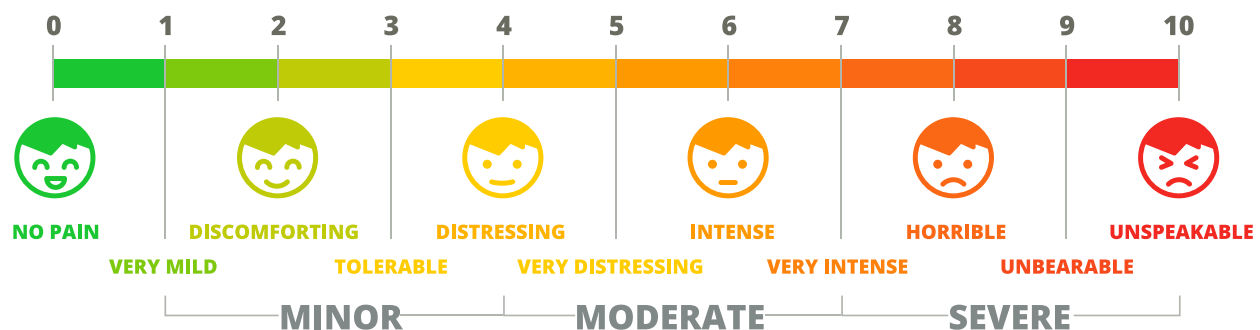 0 1 2 3 4 5 6 7 8 9 10
NO PAIN DISCOMFORTING DISTRESSING INTENSE HORRIBLE UNSPEAKABLE
VERY MILD TOLERABLE VERY DISTRESSING VERY INTENSE UNBEARABLE
MINOR MODERATE SEVERE